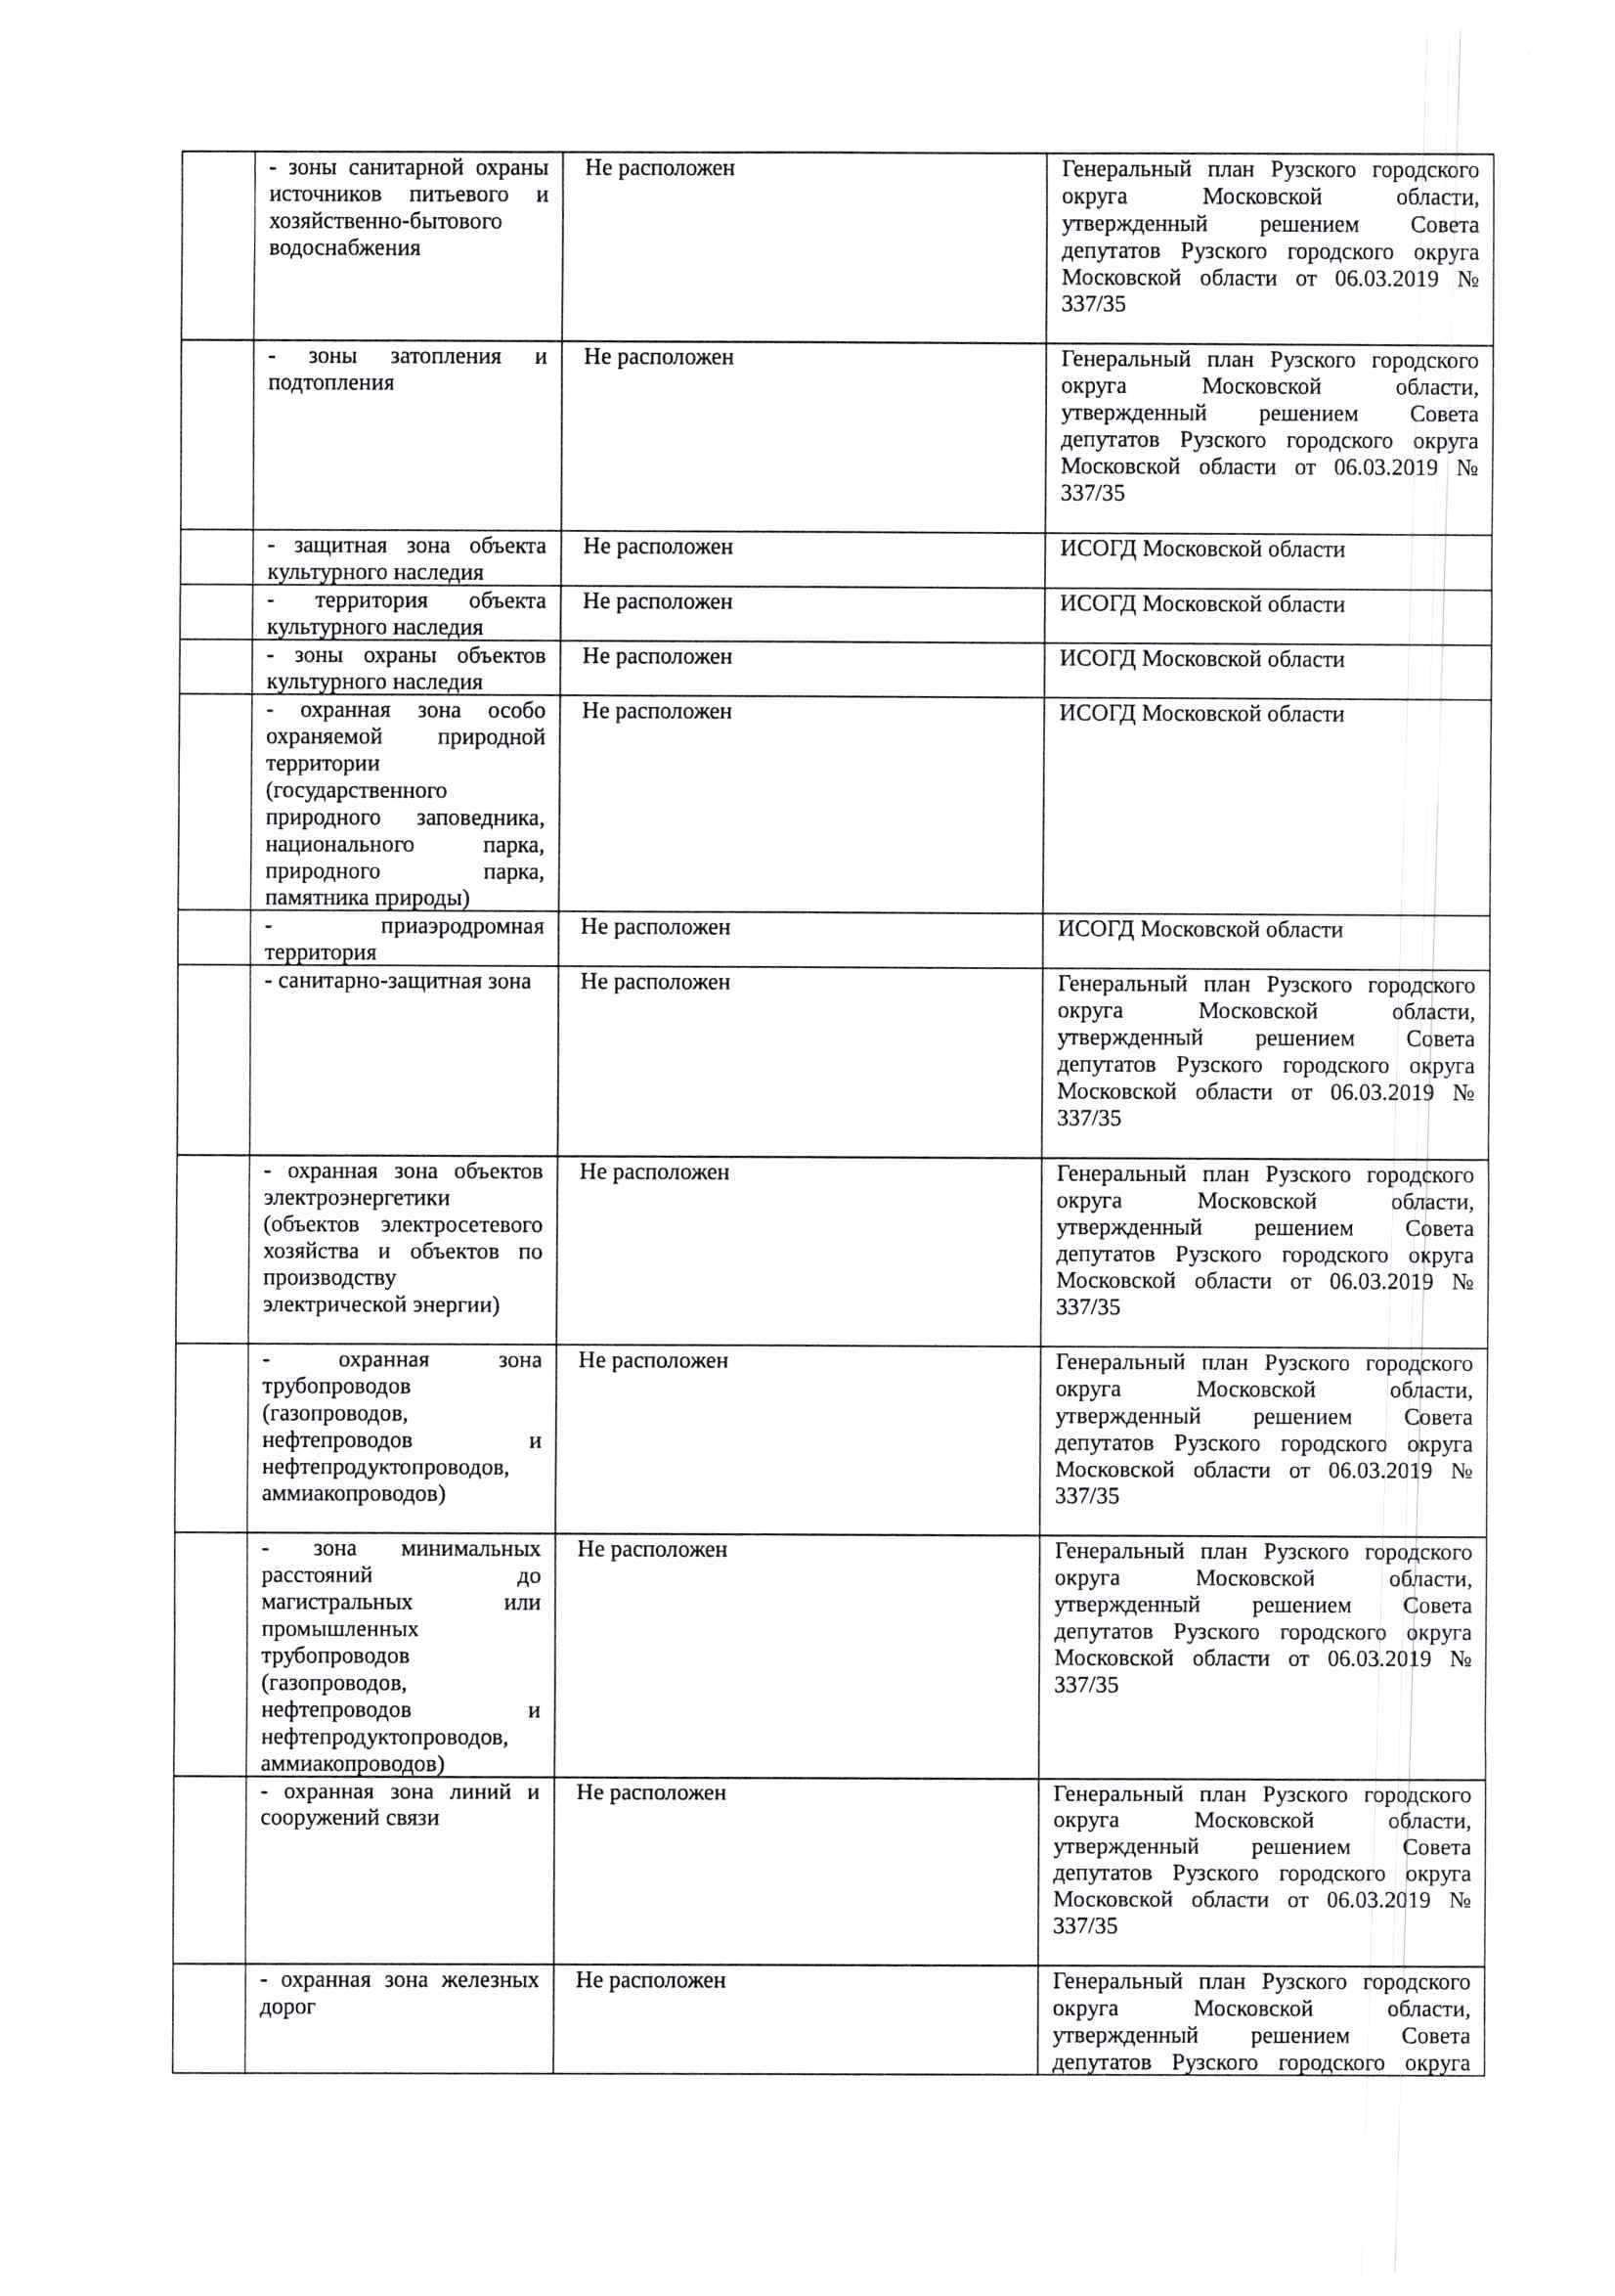 - зоны санитарной охраны
источников питьевого и
хозяйственно-бытового
водоснабжения
Не расположен
Генеральный план Рузского городского
округа Московской области,
утвержденный решением Совета
депутатов Рузского городского округа
Московской области от 06.03.2019 №
337/35
- зоны затопления и
подтопления
Не расположен
Генеральный план Рузского городского
округа Московской области,
утвержденный решением Совета
депутатов Рузского городского округа
Московской области от 06.03.2019 №
337/35
- защитная зона объекта
культурного наследия
Не расположен
ИСОГД Московской области
- территория объекта
культурного наследия
Не расположен
ИСОГД Московской области
- зоны охраны объектов
культурного наследия
Не расположен
ИСОГД Московской области
- охранная зона особо
охраняемой природной
территории
(государственного
природного заповедника,
национального парка,
природного парка,
памятника природы)
Не расположен
ИСОГД Московской области
- приаэродромная
территория
Не расположен
ИСОГД Московской области
- санитарно-защитная зона
Не расположен
Генеральный план Рузского городского
округа Московской области,
утвержденный решением Совета
депутатов Рузского городского округа
Московской области от 06.03.2019 №
337/35
- охранная зона объектов
электроэнергетики
(объектов электросетевого
хозяйства и объектов по
производству
электрической энергии)
Не расположен
Генеральный план Рузского городского
округа Московской области,
утвержденный решением Совета
депутатов Рузского городского округа
Московской области от 06.03.2019 №
337/35
- охранная зона
трубопроводов
(газопроводов,
нефтепроводов и
нефтепродуктопроводов,
аммиакопроводов)
Не расположен
Генеральный план Рузского городского
округа Московской области,
утвержденный решением Совета
депутатов Рузского городского округа
Московской области от 06.03.2019 №
337/35
- зона минимальных
расстояний до
магистральных или
промышленных
трубопроводов
(газопроводов,
нефтепроводов и
нефтепродуктопроводов,
аммиакопроводов)
Не расположен
Генеральный план Рузского городского
округа Московской области,
утвержденный решением Совета
депутатов Рузского городского округа
Московской области от 06.03.2019 №
337/35
- охранная зона линий и
сооружений связи
Не расположен
Генеральный план Рузского городского
округа Московской области,
утвержденный решением Совета
депутатов Рузского городского округа
Московской области от 06.03.2019 №
337/35
- охранная зона железных
дорог
Не расположен
Генеральный план Рузского городского
округа Московской области,
утвержденный решением Совета
депутатов Рузского городского округа